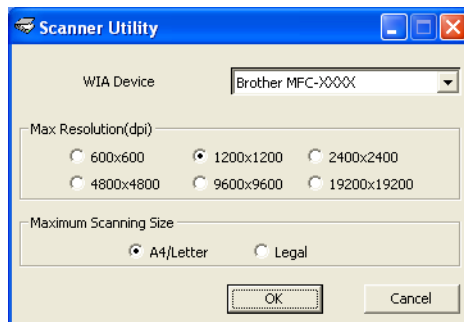 Scanner Utility
WIA Device Brother MFC-XXXX
Max Resolution(dpi)
600x600 1200x1200 2400x2400
4800x4800 9600x9600 19200x19200
Maximum Scanning Size
A4/Letter Legal
OK Cancel